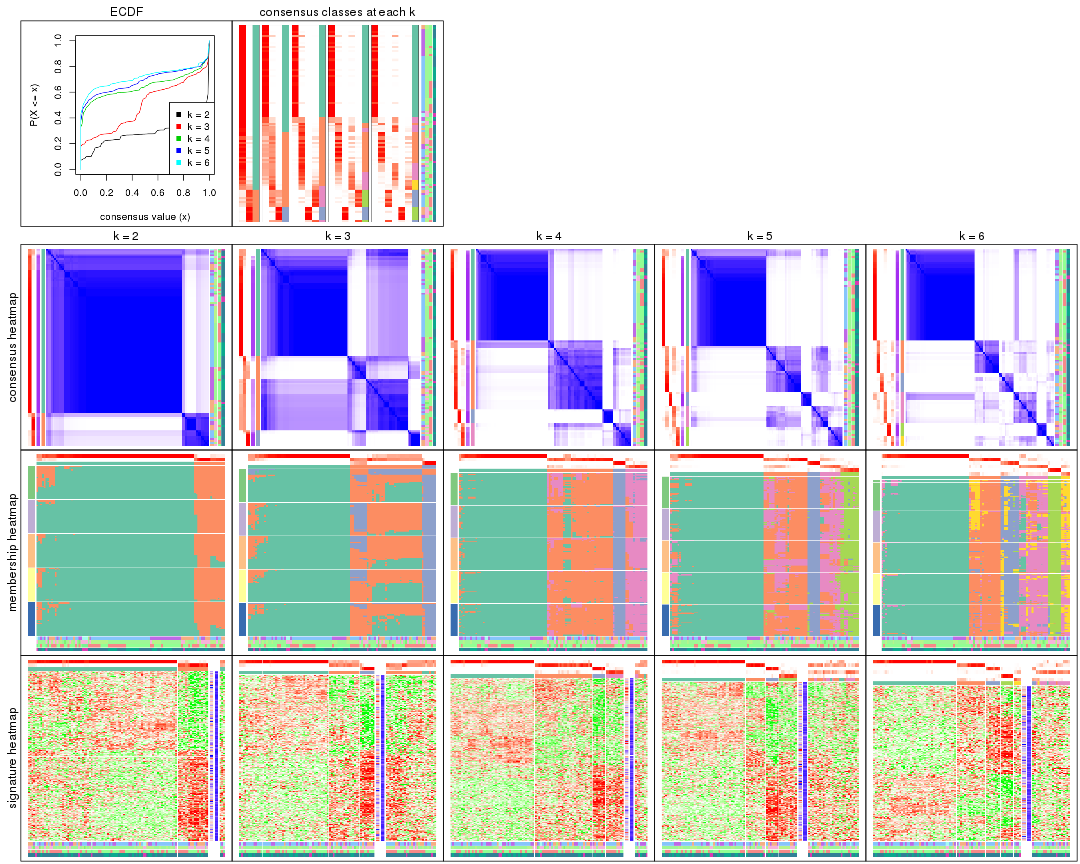 ECDF
consensus classes at each k
P(X <= x)
1.0
0.8
0.6
0.4
0.2
0.0
k = 2
k = 3
k = 4
k = 5
k = 6
0.0 0.2 0.4 0.6 0.8 1.0
consensus value (x)
k = 2
k = 3
k = 4
k = 5
k = 6
consensus heatmap
membership heatmap
signature heatmap